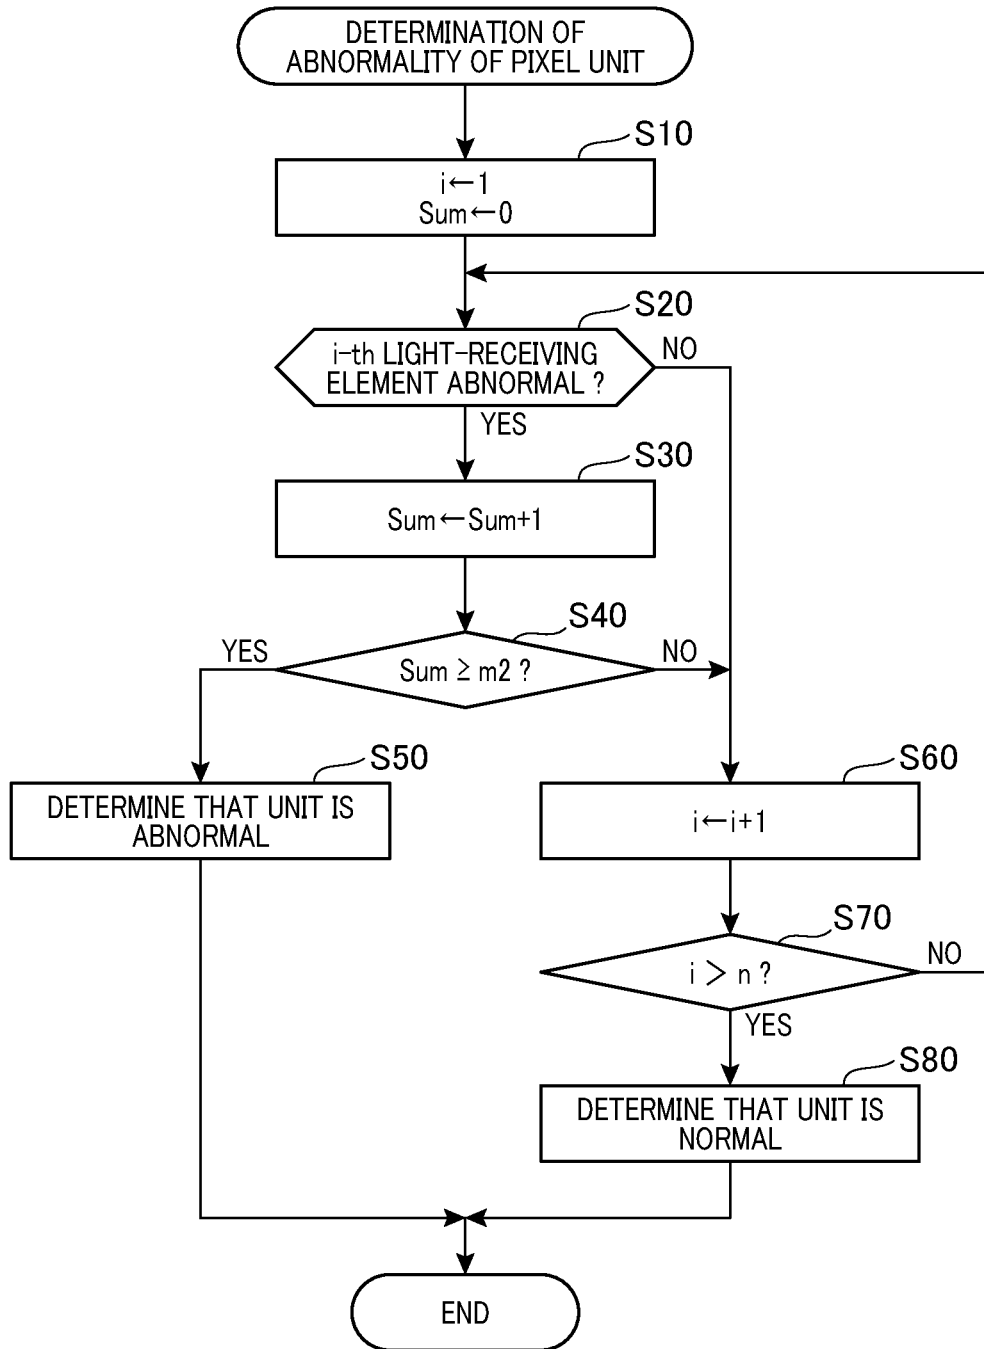 DETERMINATION OF
ABNORMALITY OF PIXEL UNIT
S10
i←1
Sum←0
S20
i-th LIGHT-RECEIVING
ELEMENT ABNORMAL ?
NO
YES
S30
Sum←Sum+1
S40
YES
Sum ≥ m2 ?
NO
S50
DETERMINE THAT UNIT IS
ABNORMAL
S60
i←i+1
S70
i > n ?
NO
YES
S80
DETERMINE THAT UNIT IS
NORMAL
END